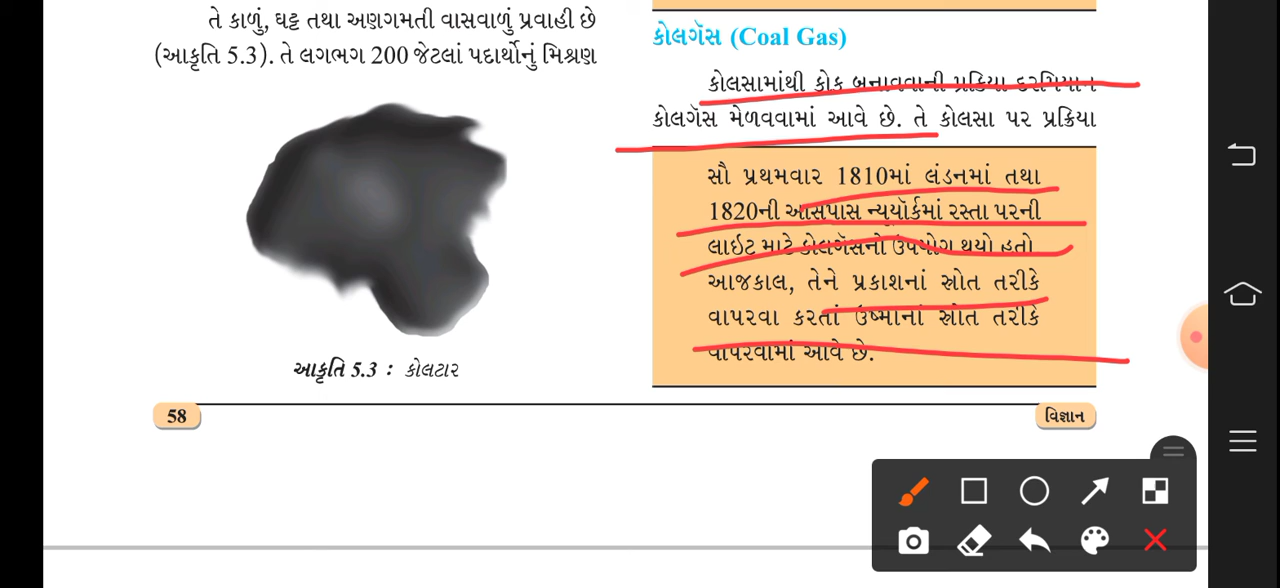 તે કાળું, ઘટ્ટ તથા અણગમતી વાસવાળું પ્રવાહી છે
(આકૃતિ 5.3). તે લગભગ 200 જેટલાં પદાર્થોનું મિશ્રણ
આકૃતિ 5.3 : કોલટાર
58
કોલગૅસ (Coal Gas)
કોલસામાંથી કોક બનાવવાની પ્રક્રિયા દરમિયાન
કોલગૅસ મેળવવામાં આવે છે. તે કોલસા પર પ્રક્રિયા
સૌ પ્રથમવાર 1810માં લંડનમાં તથા
1820ની આસપાસ ન્યૂયૉર્કમાં રસ્તા પરની
લાઇટ માટે કોલગૅસનો ઉપયોગ થયો હતો.
આજકાલ, તેને પ્રકાશનાં સ્રોત તરીકે
વાપરવા કરતાં ઉષ્માનાં સ્રોત તરીકે
વાપરવામાં આવે છે.
વિજ્ઞાન